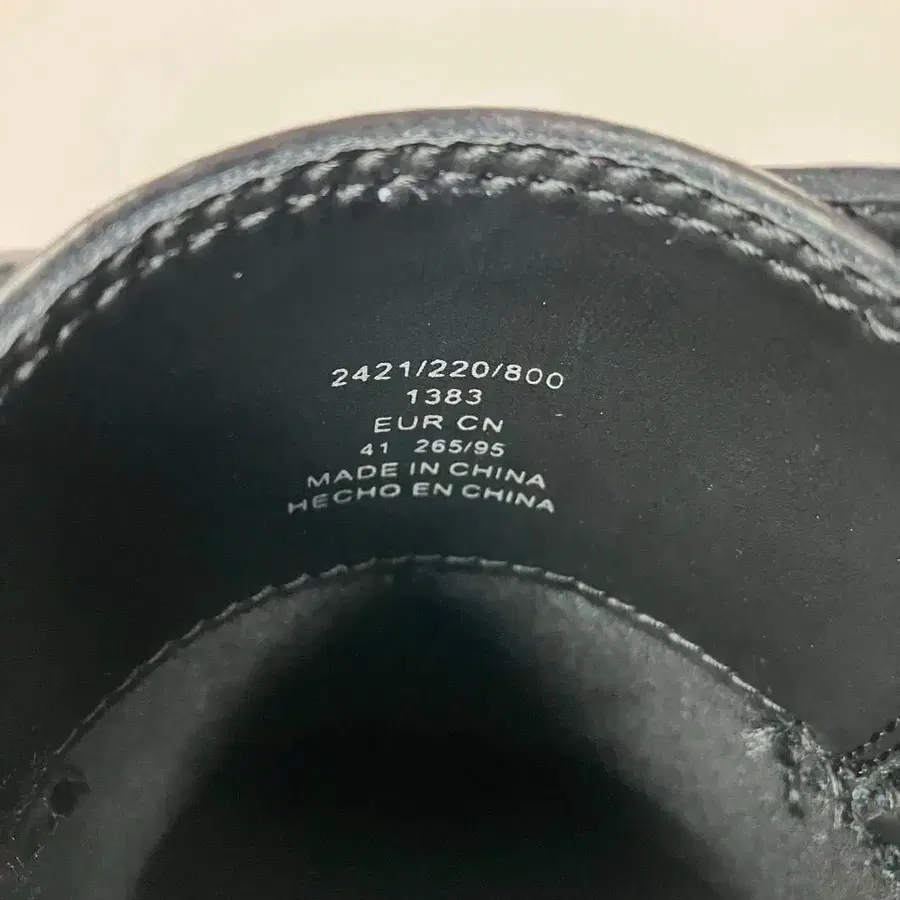 2421/220/800
1383
EUR CN
41 265/95
MADE IN CHINA
HECHO EN CHINA